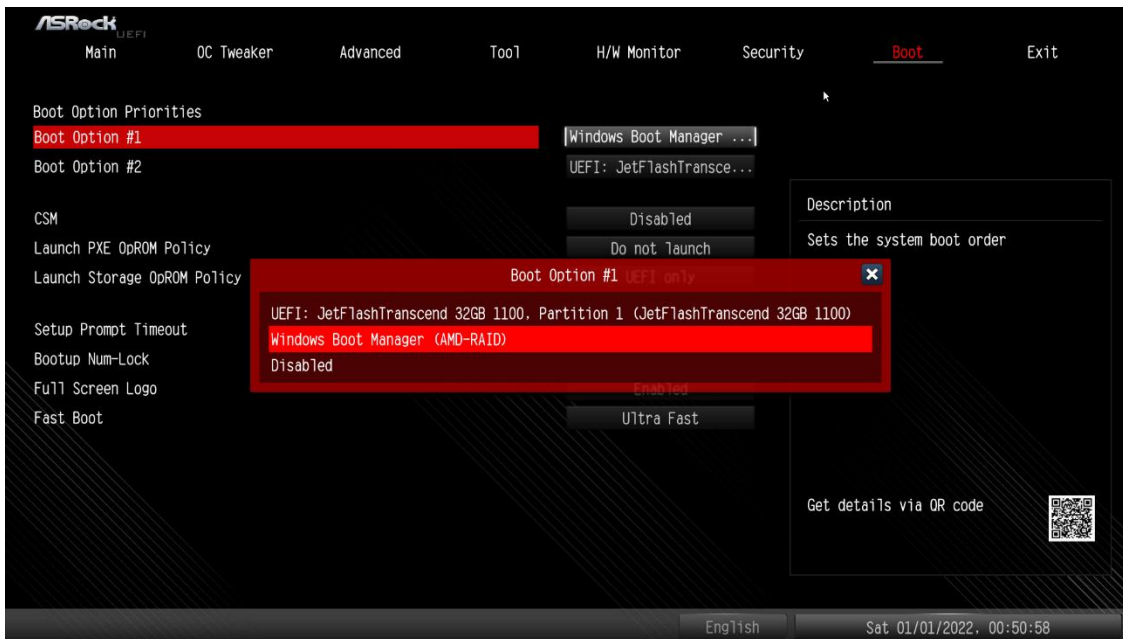 ASRock UEFI
Main OC Tweaker Advanced Tool H/W Monitor Security Boot Exit
Boot Option Priorities
Boot Option #1 Windows Boot Manager ...
Boot Option #2 UEFI: JetFlashTransce...
CSM Disabled
Launch PXE OpROM Policy Do not launch
Launch Storage OpROM Policy UEFI only
Setup Prompt Timeout
Bootup Num-Lock
Full Screen Logo Enabled
Fast Boot Ultra Fast
Boot Option #1
UEFI: JetFlashTranscend 32GB 1100, Partition 1 (JetFlashTranscend 32GB 1100)
Windows Boot Manager (AMD-RAID)
Disabled
Description
Sets the system boot order
Get details via QR code
English Sat 01/01/2022, 00:50:58